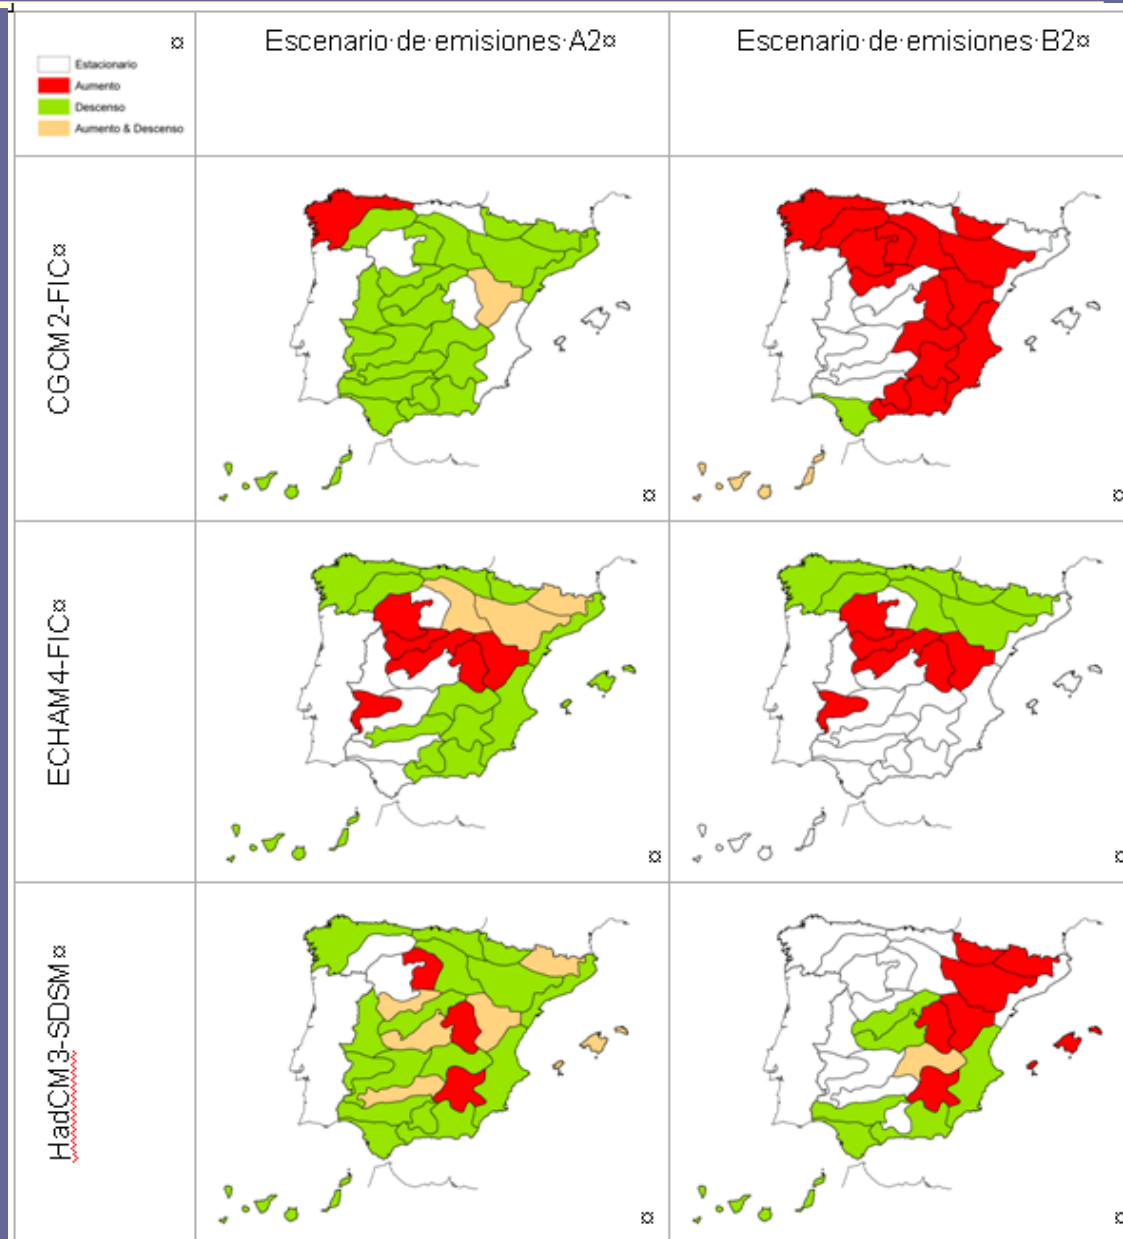 ¤
Escenario·de·emisiones·A2¤
Escenario·de·emisiones·B2¤
Estacionario
Aumento
Descenso
Aumento & Descenso
CGCM2-FIC¤
¤
¤
ECHAM4-FIC¤
¤
¤
HadCM3-SDSM¤
¤
¤